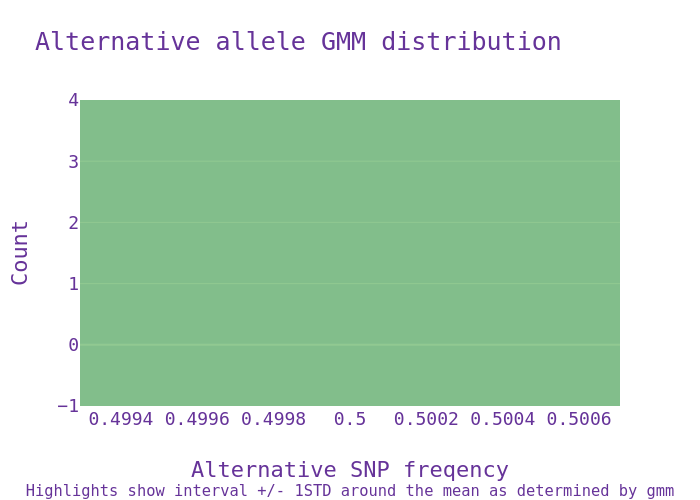 Alternative allele GMM distribution
4
3
2
1
0
−1
Count
0.4994 0.4996 0.4998 0.5 0.5002 0.5004 0.5006
Alternative SNP freqency
Highlights show interval +/- 1STD around the mean as determined by gmm